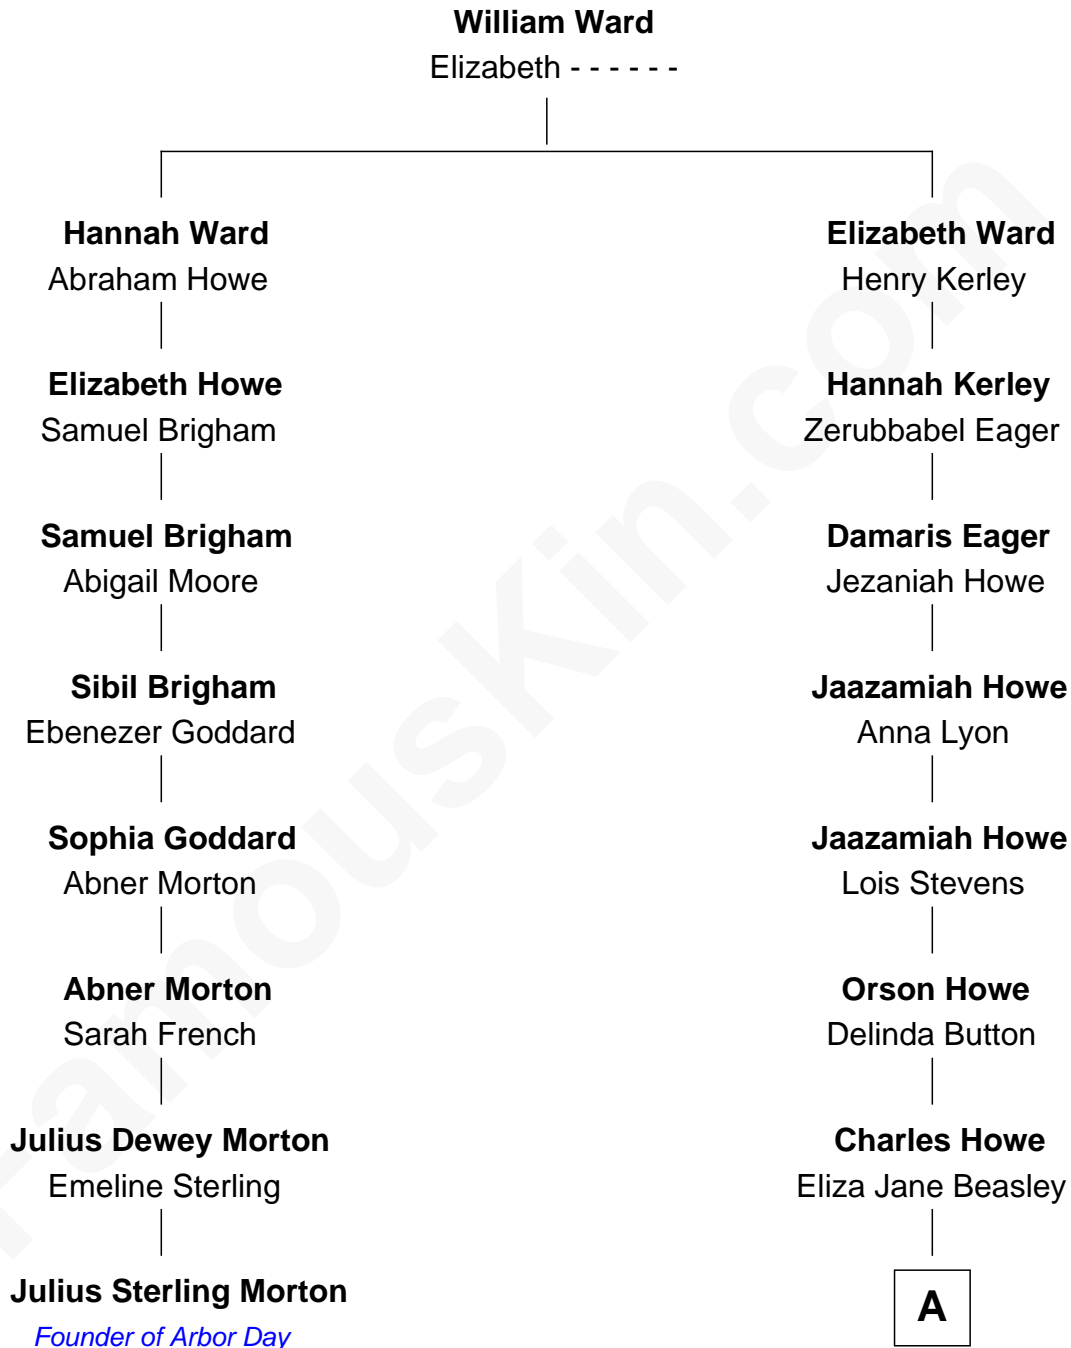 William Ward
Elizabeth - - - - - -
Hannah Ward
Abraham Howe
Elizabeth Howe
Samuel Brigham
Samuel Brigham
Abigail Moore
Sibil Brigham
Ebenezer Goddard
Sophia Goddard
Abner Morton
Abner Morton
Sarah French
Julius Dewey Morton
Emeline Sterling
Julius Sterling Morton
Founder of Arbor Day
Elizabeth Ward
Henry Kerley
Hannah Kerley
Zerubbabel Eager
Damaris Eager
Jezaniah Howe
Jaazamiah Howe
Anna Lyon
Jaazamiah Howe
Lois Stevens
Orson Howe
Delinda Button
Charles Howe
Eliza Jane Beasley
A
FamousKin.com